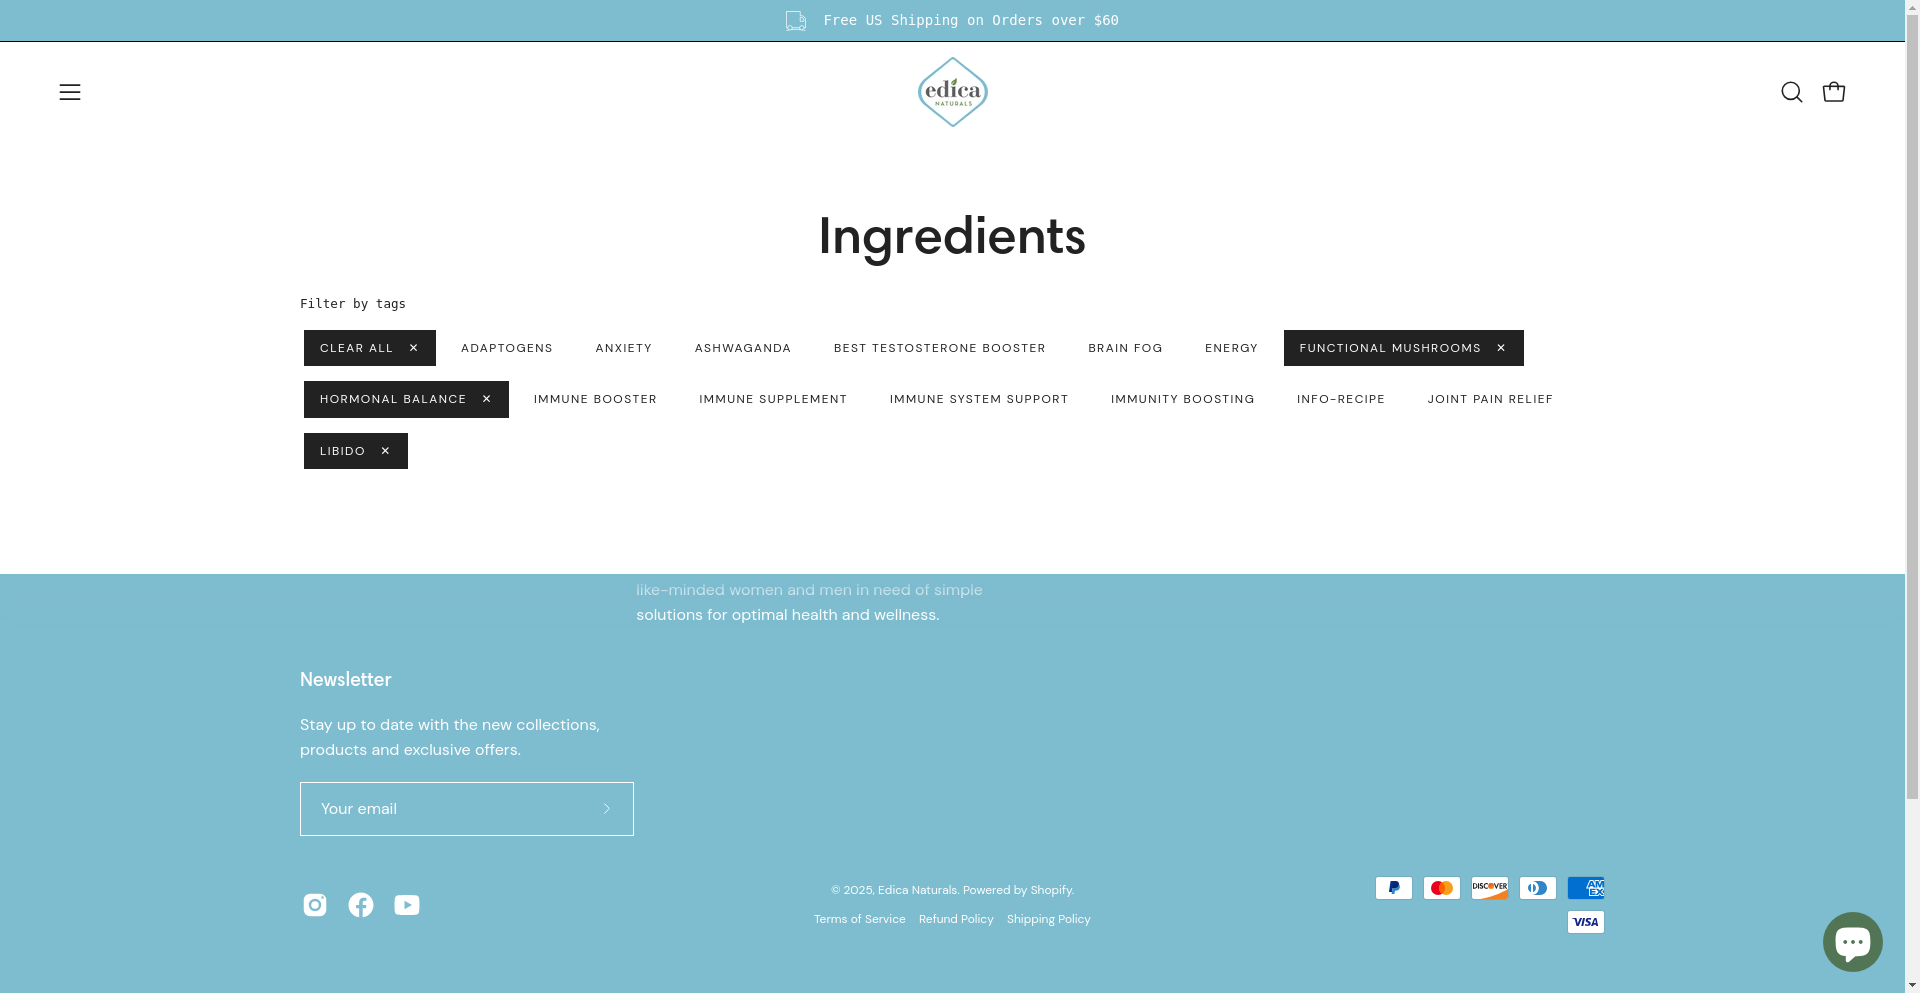 Free US Shipping on Orders over $60
edica
NATURALS
Ingredients
Filter by tags
CLEAR ALL ✕ ADAPTOGENS ANXIETY ASHWAGANDA BEST TESTOSTERONE BOOSTER BRAIN FOG ENERGY FUNCTIONAL MUSHROOMS ✕
HORMONAL BALANCE ✕ IMMUNE BOOSTER IMMUNE SUPPLEMENT IMMUNE SYSTEM SUPPORT IMMUNITY BOOSTING INFO-RECIPE JOINT PAIN RELIEF
LIBIDO ✕
like-minded women and men in need of simple
solutions for optimal health and wellness.
Newsletter
Stay up to date with the new collections,
products and exclusive offers.
Your email
© 2025, Edica Naturals. Powered by Shopify.
Terms of Service Refund Policy Shipping Policy
DISCOVER
AM
EX
VISA